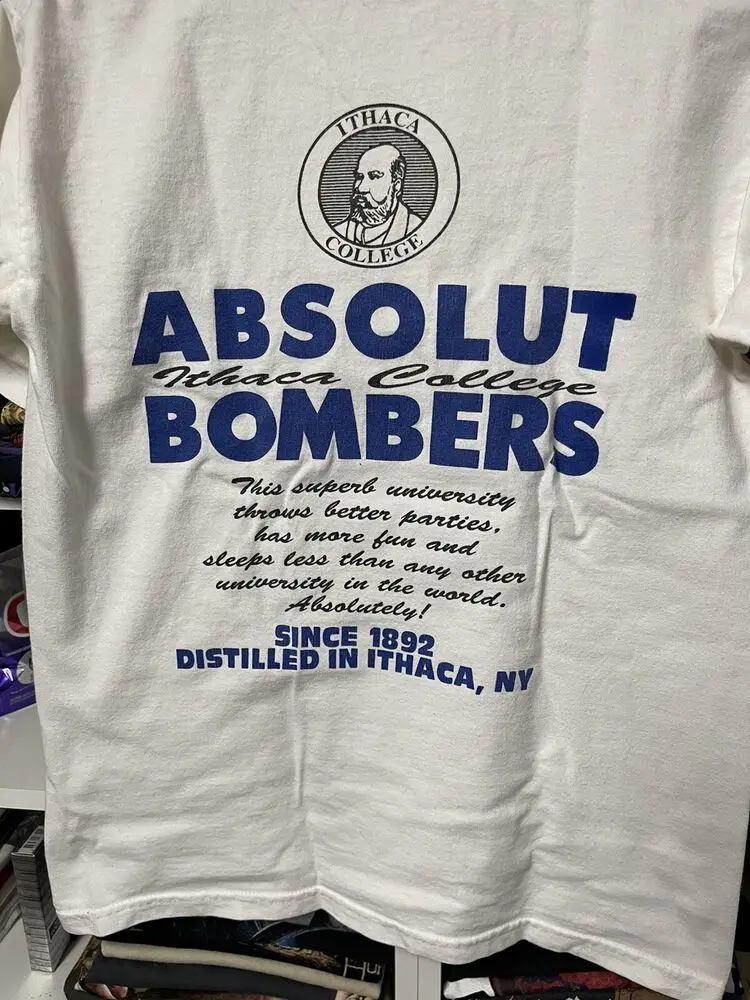 ITHACA
COLLEGE
ABSOLUT
Ithaca College
BOMBERS
This superb university
throws better parties,
has more fun and
sleeps less than any other
university in the world.
Absolutely!
SINCE 1892
DISTILLED IN ITHACA, NY